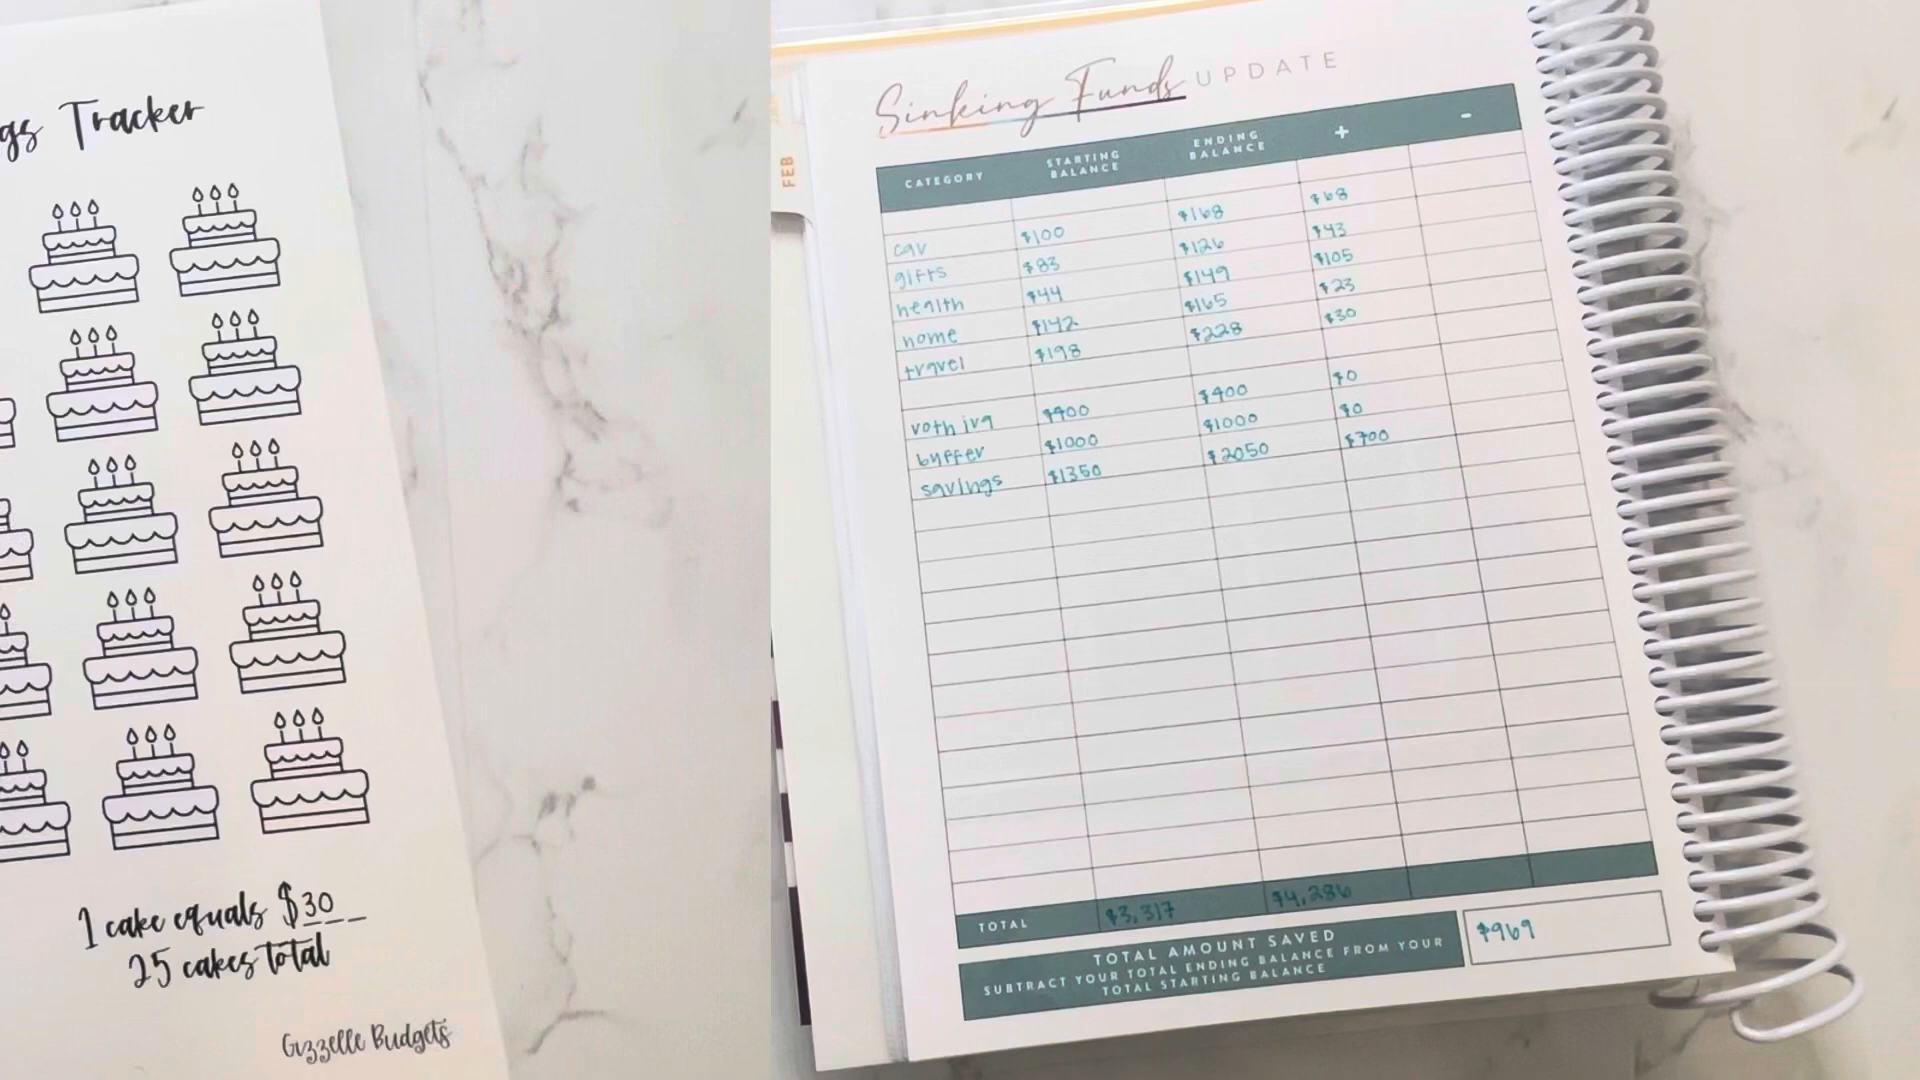 gs Tracker
1 cake equals $30
25 cakes total
Gizzelle Budgets
FEB
Sinking Funds UPDATE
CATEGORY STARTING BALANCE ENDING BALANCE + -
car $100 $168 $68
gifts $83 $126 $43
health $44 $149 $105
home $142 $165 $23
travel $198 $228 $30
roth ira $400 $400 $0
buffer $1000 $1000 $0
savings $1350 $2050 $700
TOTAL $3,317 $4,286
TOTAL AMOUNT SAVED $969
SUBTRACT YOUR TOTAL ENDING BALANCE FROM YOUR
TOTAL STARTING BALANCE